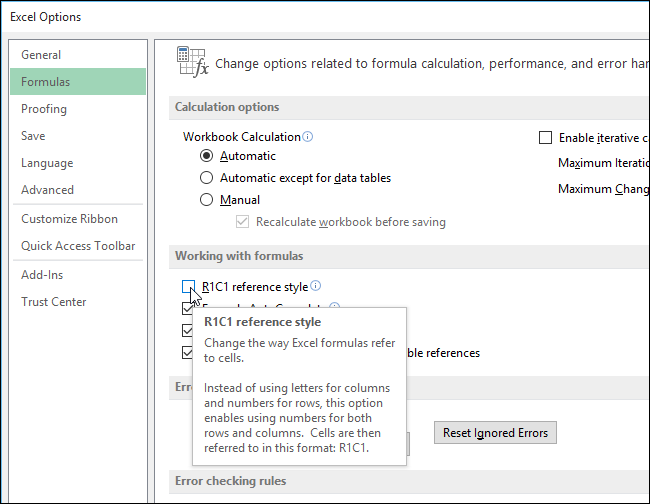 Excel Options
General
Formulas
Proofing
Save
Language
Advanced
Customize Ribbon
Quick Access Toolbar
Add-Ins
Trust Center
Change options related to formula calculation, performance, and error han
Calculation options
Workbook Calculation
Automatic
Automatic except for data tables
Manual
Recalculate workbook before saving
Enable iterative c
Maximum Iteratio
Maximum Chang
Working with formulas
R1C1 reference style
ble references
R1C1 reference style
Change the way Excel formulas refer
to cells.
Instead of using letters for columns
and numbers for rows, this option
enables using numbers for both
rows and columns. Cells are then
referred to in this format: R1C1.
Erro
Reset Ignored Errors
Error checking rules